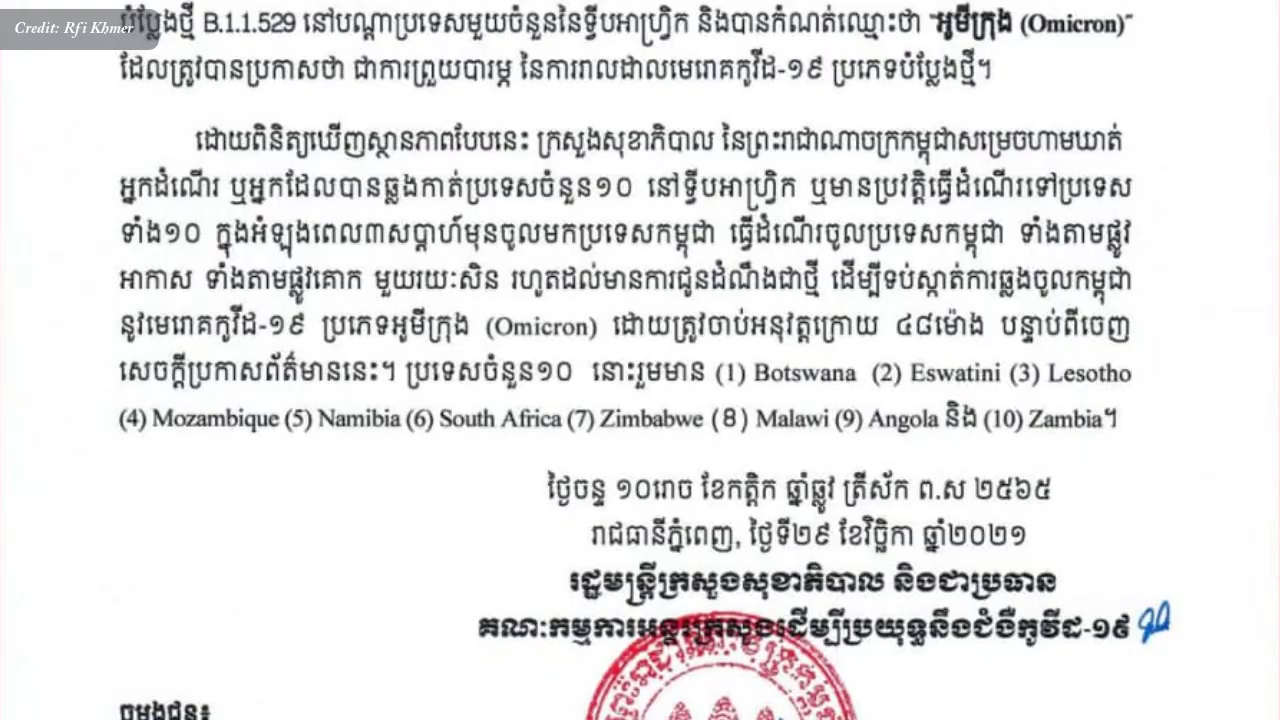 Credit: Rfi Khmer
បំប្លែងថ្មី B.1.1.529 នៅបណ្តាប្រទេសមួយចំនួននៃទ្វីបអាហ្វ្រិក និងបានកំណត់ឈ្មោះថា "អូមីក្រុង (Omicron)"
ដែលត្រូវបានប្រកាសថា ជាការព្រួយបារម្ភ នៃការរាលដាលមេរោគកូវីដ-១៩ ប្រភេទបំប្លែងថ្មី។
ដោយពិនិត្យឃើញស្ថានភាពបែបនេះ ក្រសួងសុខាភិបាល នៃព្រះរាជាណាចក្រកម្ពុជាសម្រេចហាមឃាត់
អ្នកដំណើរ ឬអ្នកដែលបានឆ្លងកាត់ប្រទេសចំនួន១០ នៅទ្វីបអាហ្វ្រិក ឬមានប្រវត្តិធ្វើដំណើរទៅប្រទេស
ទាំង១០ ក្នុងអំឡុងពេល៣សប្តាហ៍មុនចូលមកប្រទេសកម្ពុជា ធ្វើដំណើរចូលប្រទេសកម្ពុជា ទាំងតាមផ្លូវ
អាកាស ទាំងតាមផ្លូវគោក មួយរយៈសិន រហូតដល់មានការជូនដំណឹងជាថ្មី ដើម្បីទប់ស្កាត់ការឆ្លងចូលកម្ពុជា
នូវមេរោគកូវីដ-១៩ ប្រភេទអូមីក្រុង (Omicron) ដោយត្រូវចាប់អនុវត្តក្រោយ ៤៨ម៉ោង បន្ទាប់ពីចេញ
សេចក្តីប្រកាសព័ត៌មាននេះ។ ប្រទេសចំនួន១០ នោះរួមមាន (1) Botswana (2) Eswatini (3) Lesotho
(4) Mozambique (5) Namibia (6) South Africa (7) Zimbabwe (8) Malawi (9) Angola និង (10) Zambia។
ថ្ងៃចន្ទ ១០រោច ខែកត្តិក ឆ្នាំឆ្លូវ ត្រីស័ក ព.ស ២៥៦៥
រាជធានីភ្នំពេញ, ថ្ងៃទី២៩ ខែវិច្ឆិកា ឆ្នាំ២០២១
រដ្ឋមន្ត្រីក្រសួងសុខាភិបាល និងជាប្រធាន
គណៈកម្មការអន្តរក្រសួងដើម្បីប្រយុទ្ធនឹងជំងឺកូវីដ-១៩
ចម្លងជូន៖